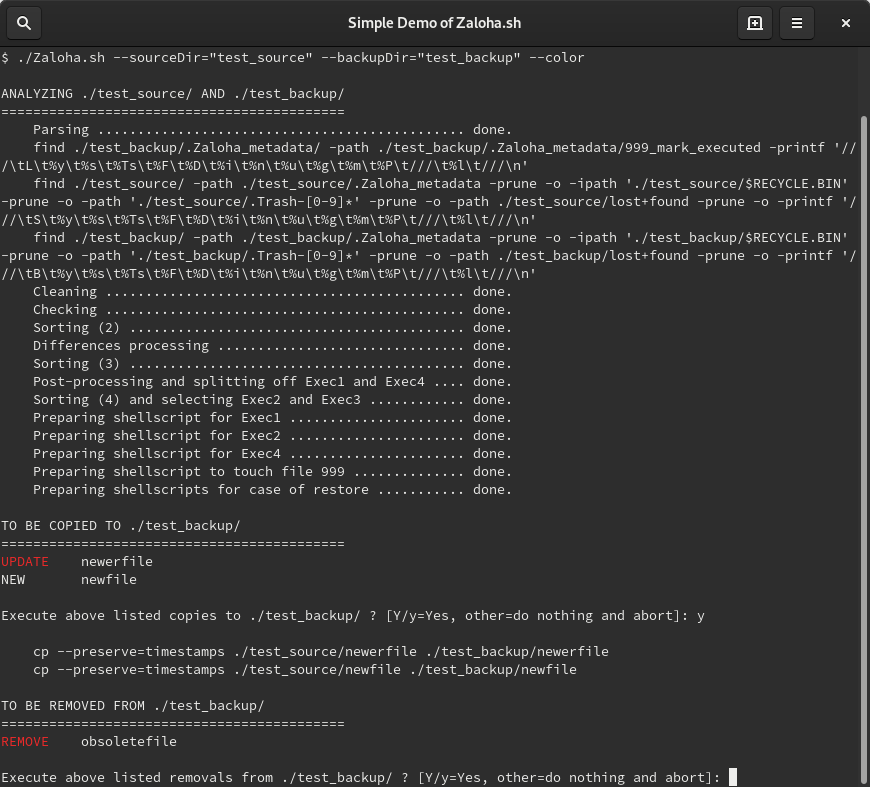 Simple Demo of Zaloha.sh
$ ./Zaloha.sh --sourceDir="test_source" --backupDir="test_backup" --color
ANALYZING ./test_source/ AND ./test_backup/
===========================================
Parsing .............................................. done.
find ./test_backup/.Zaloha_metadata/ -path ./test_backup/.Zaloha_metadata/999_mark_executed -printf '//
/\tL\t%y\t%s\t%Ts\t%F\t%D\t%i\t%n\t%u\t%g\t%m\t%P\t///\t%l\t///\n'
find ./test_source/ -path ./test_source/.Zaloha_metadata -prune -o -ipath './test_source/$RECYCLE.BIN'
-prune -o -path './test_source/.Trash-[0-9]*' -prune -o -path ./test_source/lost+found -prune -o -printf '/
//\tS\t%y\t%s\t%Ts\t%F\t%D\t%i\t%n\t%u\t%g\t%m\t%P\t///\t%l\t///\n'
find ./test_backup/ -path ./test_backup/.Zaloha_metadata -prune -o -ipath './test_backup/$RECYCLE.BIN'
-prune -o -path './test_backup/.Trash-[0-9]*' -prune -o -path ./test_backup/lost+found -prune -o -printf '/
//\tB\t%y\t%s\t%Ts\t%F\t%D\t%i\t%n\t%u\t%g\t%m\t%P\t///\t%l\t///\n'
Cleaning ............................................. done.
Checking ............................................. done.
Sorting (2) .......................................... done.
Differences processing ............................... done.
Sorting (3) .......................................... done.
Post-processing and splitting off Exec1 and Exec4 .... done.
Sorting (4) and selecting Exec2 and Exec3 ............ done.
Preparing shellscript for Exec1 ...................... done.
Preparing shellscript for Exec2 ...................... done.
Preparing shellscript for Exec4 ...................... done.
Preparing shellscript to touch file 999 .............. done.
Preparing shellscripts for case of restore ........... done.
TO BE COPIED TO ./test_backup/
===========================================
UPDATE    newerfile
NEW       newfile
Execute above listed copies to ./test_backup/ ? [Y/y=Yes, other=do nothing and abort]: y
cp --preserve=timestamps ./test_source/newerfile ./test_backup/newerfile
cp --preserve=timestamps ./test_source/newfile ./test_backup/newfile
TO BE REMOVED FROM ./test_backup/
===========================================
REMOVE    obsoletefile
Execute above listed removals from ./test_backup/ ? [Y/y=Yes, other=do nothing and abort]: